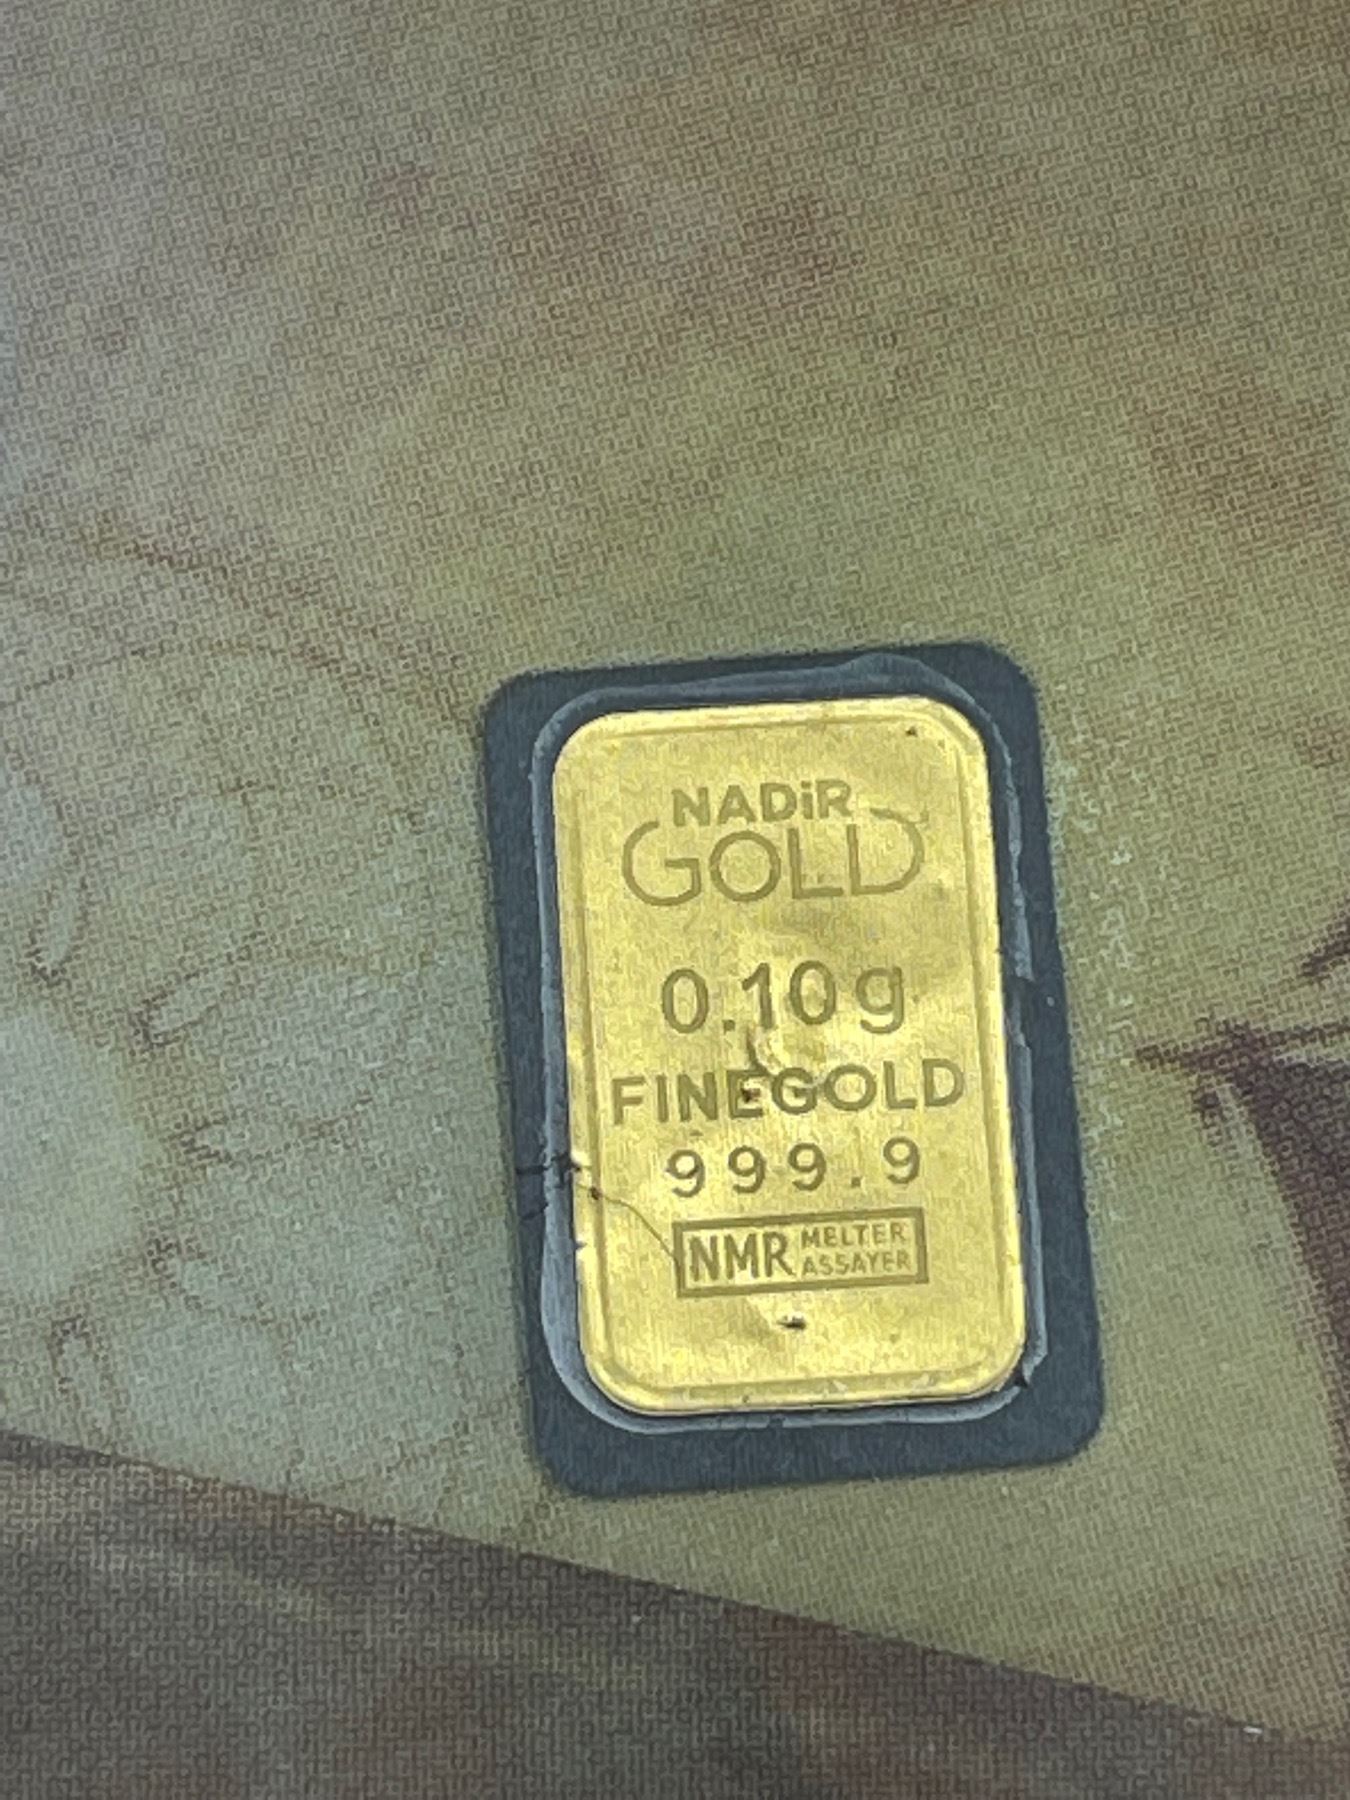 NADiR
GOLD
0.10g
FINEGOLD
999.9
NMR MELTER
ASSAYER